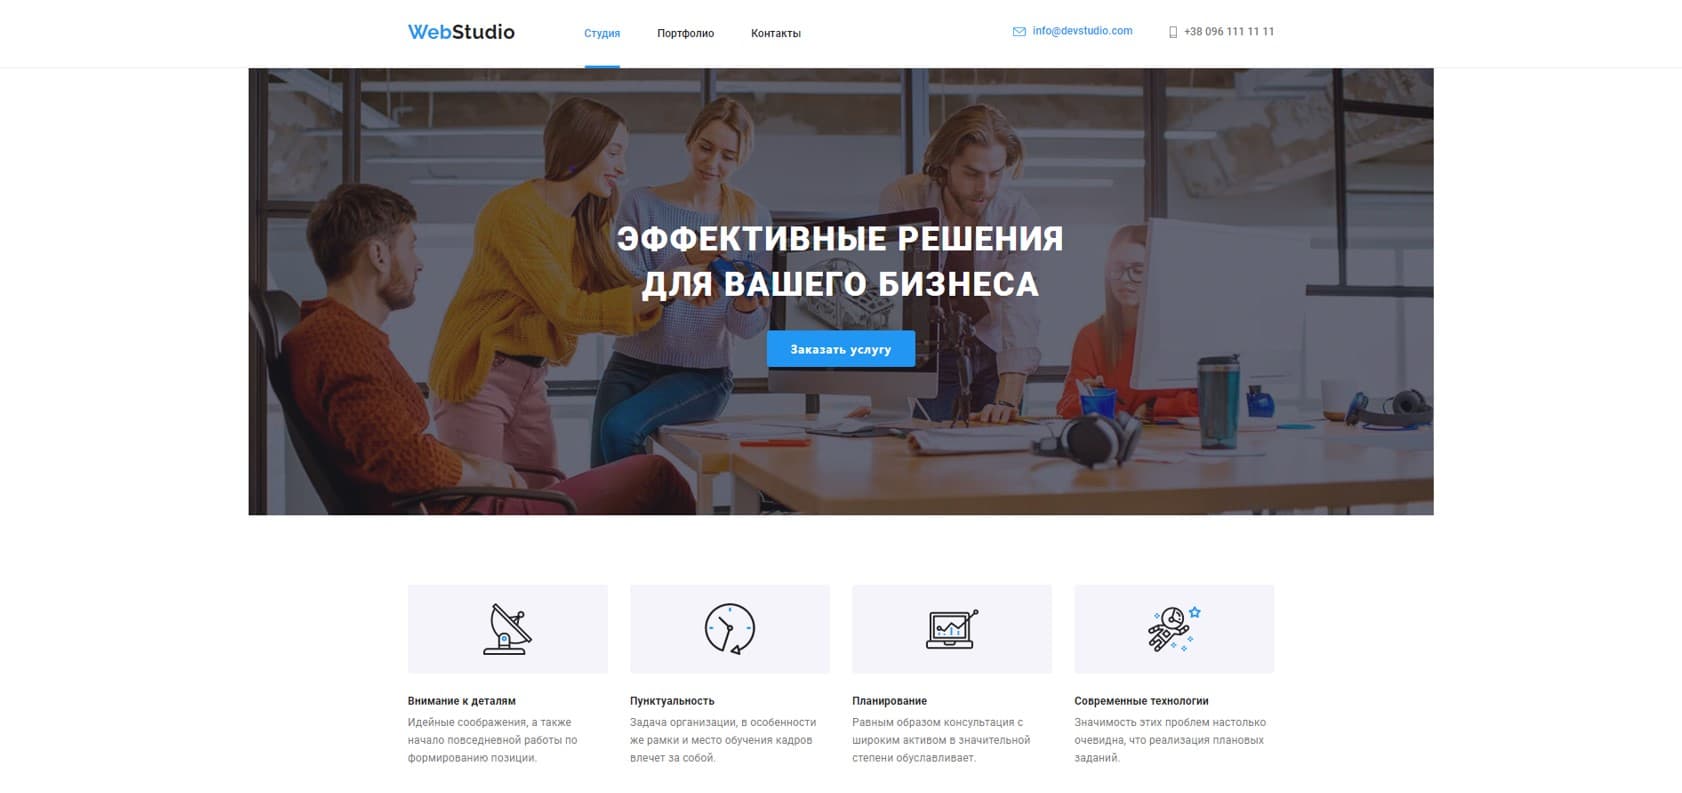 WebStudio
Студия
Портфолио
Контакты
info@devstudio.com
+38 096 111 11 11
ЭФФЕКТИВНЫЕ РЕШЕНИЯ
ДЛЯ ВАШЕГО БИЗНЕСА
Заказать услугу
Внимание к деталям
Идейные соображения, а также
начало повседневной работы по
формированию позиции.
Пунктуальность
Задача организации, в особенности
же рамки и место обучения кадров
влечет за собой.
Планирование
Равным образом консультация с
широким активом в значительной
степени обуславливает.
Современные технологии
Значимость этих проблем настолько
очевидна, что реализация плановых
заданий.